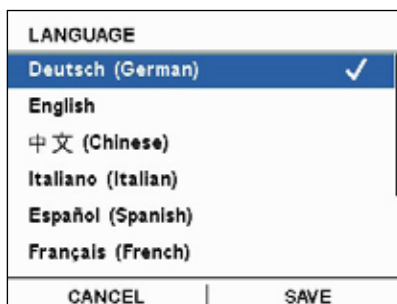 LANGUAGE
Deutsch (German)
English
中文 (Chinese)
Italiano (Italian)
Español (Spanish)
Français (French)
CANCEL | SAVE